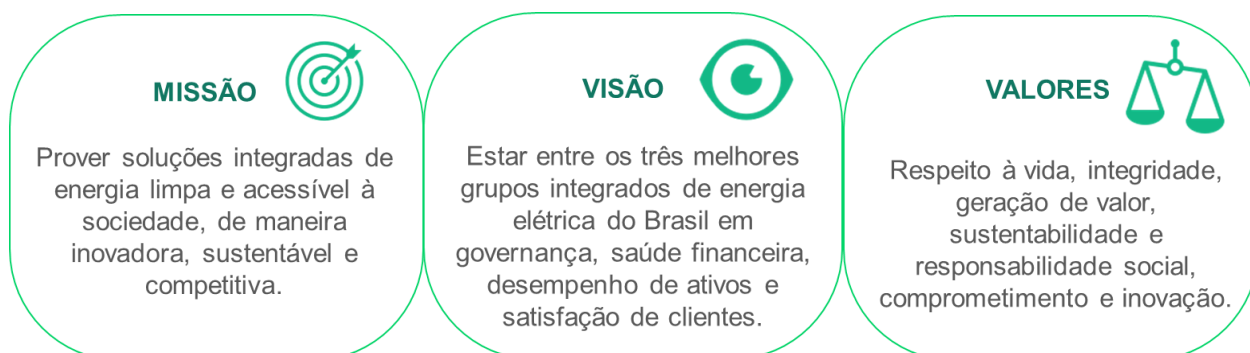 MISSÃO
Prover soluções integradas de
energia limpa e acessível à
sociedade, de maneira
inovadora, sustentável e
competitiva.
VISÃO
Estar entre os três melhores
grupos integrados de energia
elétrica do Brasil em
governança, saúde financeira,
desempenho de ativos e
satisfação de clientes.
VALORES
Respeito à vida, integridade,
geração de valor,
sustentabilidade e
responsabilidade social,
comprometimento e inovação.